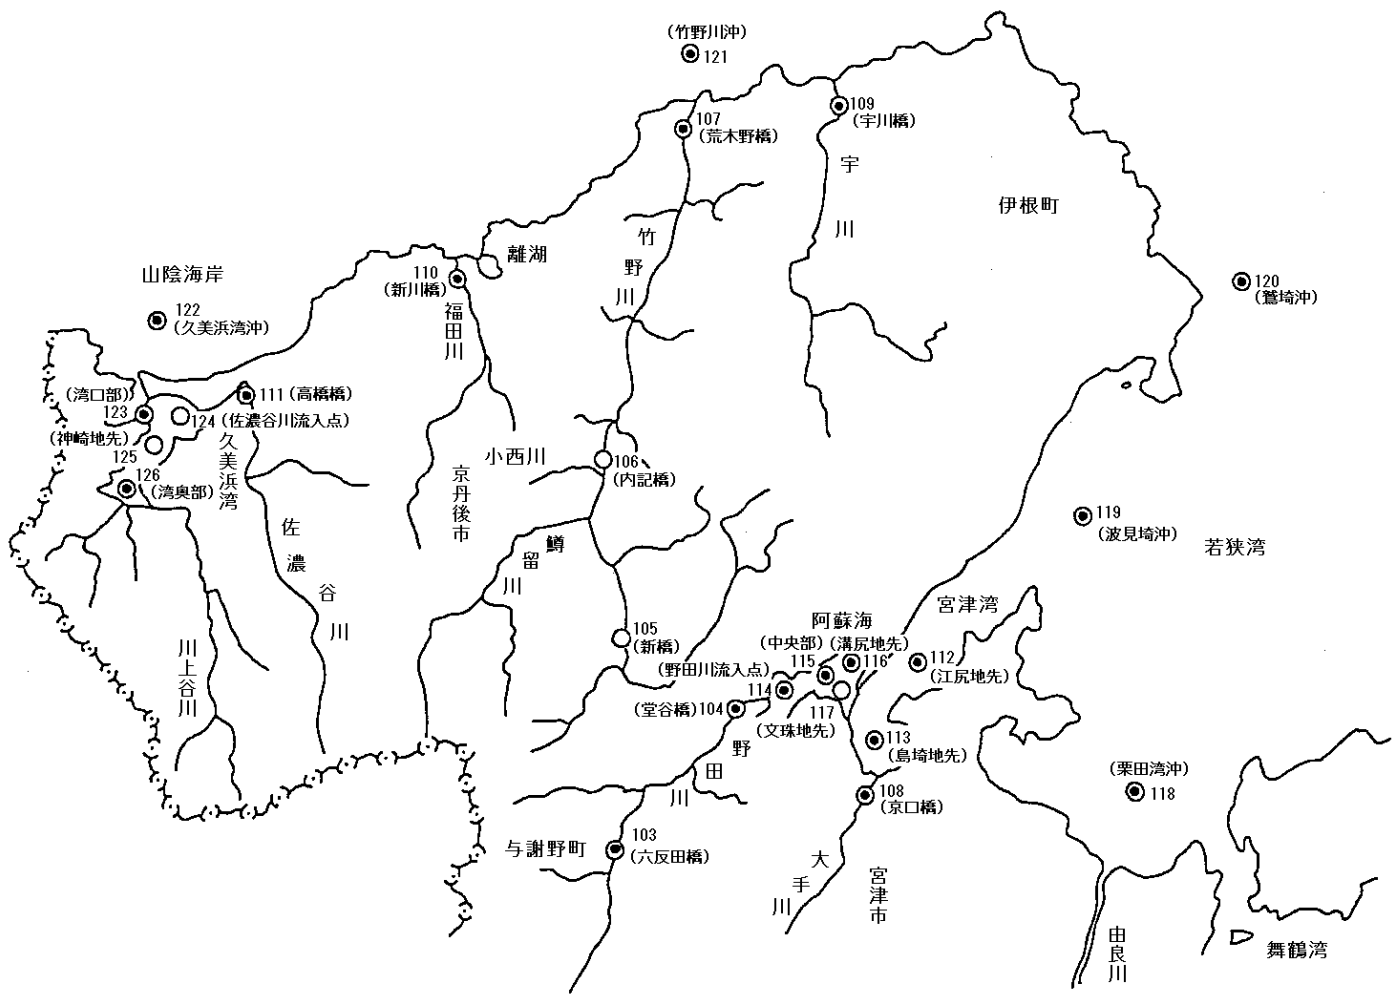 (竹野川沖)
121
109
(宇川橋)
107
(荒木野橋)
宇川
伊根町
竹野川
離湖
山陰海岸
110
(新川橋)
120
(鷲埼沖)
122
(久美浜湾沖)
福田川
111(高橋橋)
(湾口部)
123
124(佐濃谷川流入点)
(神崎地先)
125
久美浜湾
126
(湾奥部)
小西川
106
(内記橋)
京丹後市
119
(波見埼沖)
若狭湾
佐濃谷川
鱒留川
宮津湾
阿蘇海
105
(新橋)
(中央部)
(溝尻地先)
115
116
112
(江尻地先)
(野田川流入点)
114
川上谷川
(堂谷橋)104
117
(文珠地先)
113
(島埼地先)
野田川
(栗田湾沖)
118
108
(京口橋)
103
(六反田橋)
与謝野町
大手川
宮津市
由良川
舞鶴湾